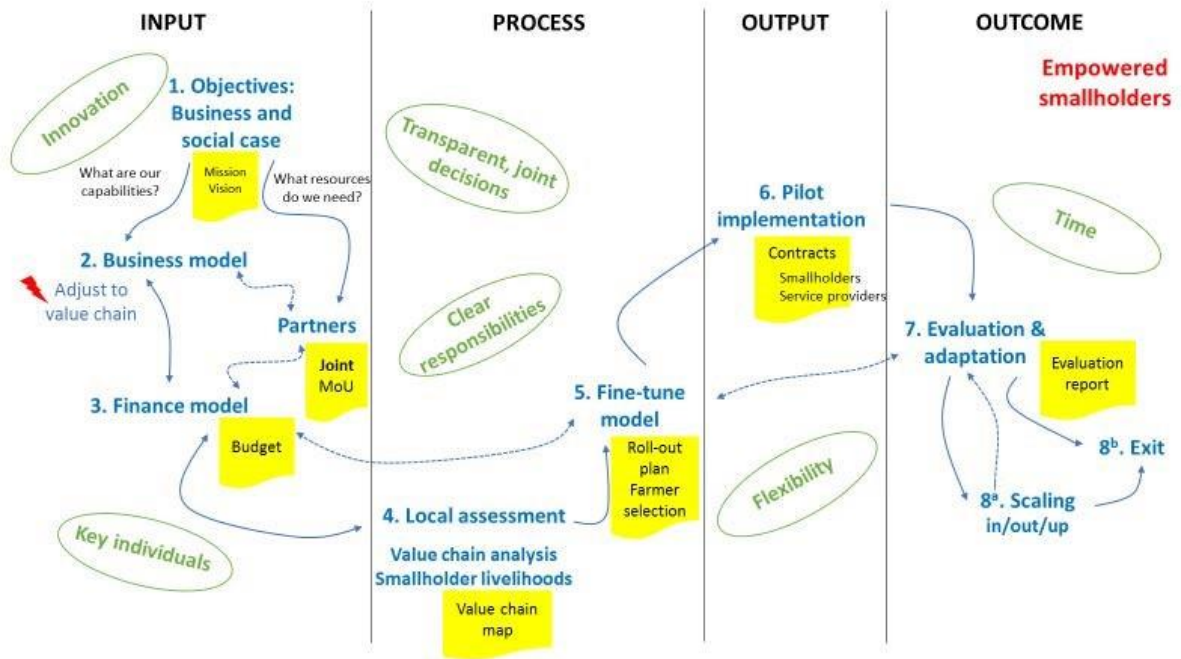 INPUT
PROCESS
OUTPUT
OUTCOME
Innovation
1. Objectives:
Business and
social case
What are our
capabilities?
Mission
Vision
What resources
do we need?
2. Business model
Adjust to
value chain
Partners
Joint
MoU
3. Finance model
Budget
Key individuals
Transparent, joint
decisions
Clear
responsibilities
4. Local assessment
Value chain analysis
Smallholder livelihoods
Value chain
map
5. Fine-tune
model
Roll-out
plan
Farmer
selection
6. Pilot
implementation
Contracts
Smallholders
Service providers
Flexibility
Empowered
smallholders
Time
7. Evaluation &
adaptation
Evaluation
report
8ᵇ. Exit
8ᵃ. Scaling
in/out/up